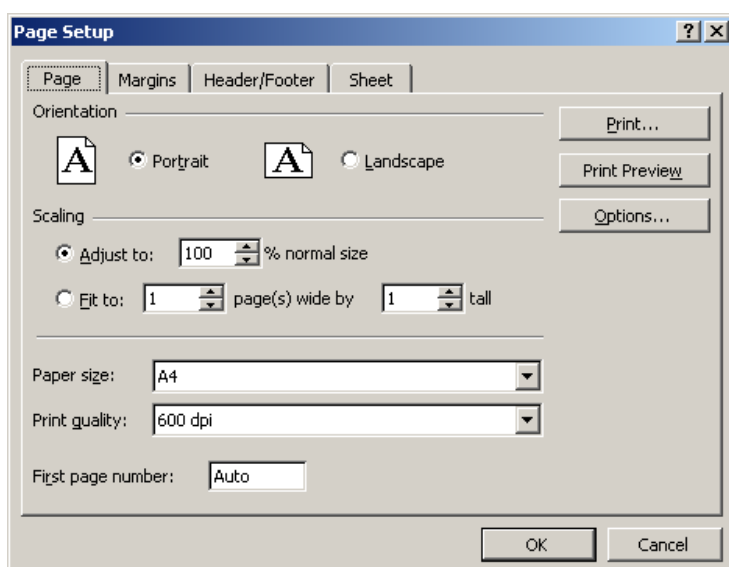 Page Setup
Page Margins Header/Footer Sheet
Orientation
A Portrait A Landscape
Print...
Print Preview
Options...
Scaling
Adjust to: 100 % normal size
Fit to: 1 page(s) wide by 1 tall
Paper size: A4
Print quality: 600 dpi
First page number: Auto
OK Cancel